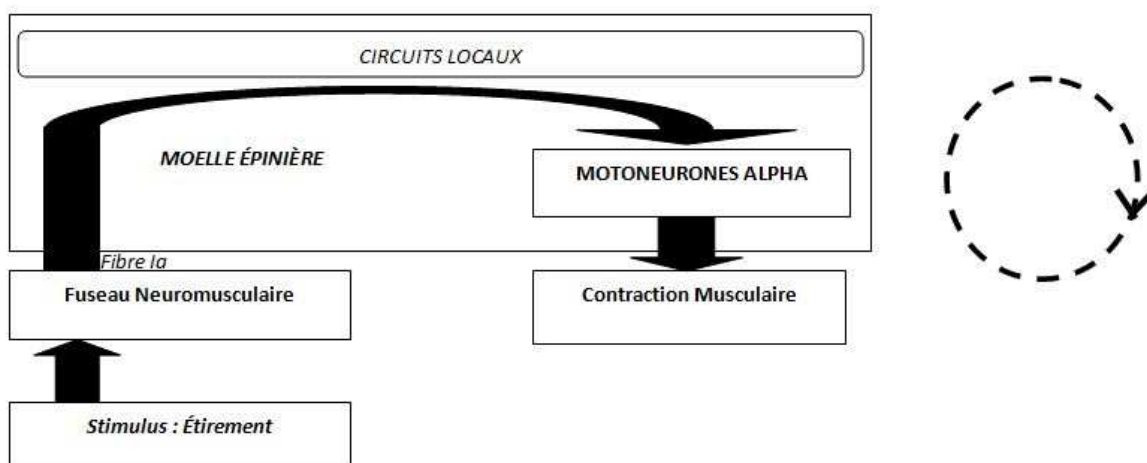 CIRCUITS LOCAUX
MOELLE ÉPINIÈRE
MOTONEURONES ALPHA
Fibre Ia
Fuseau Neuromusculaire
Contraction Musculaire
Stimulus : Étirement